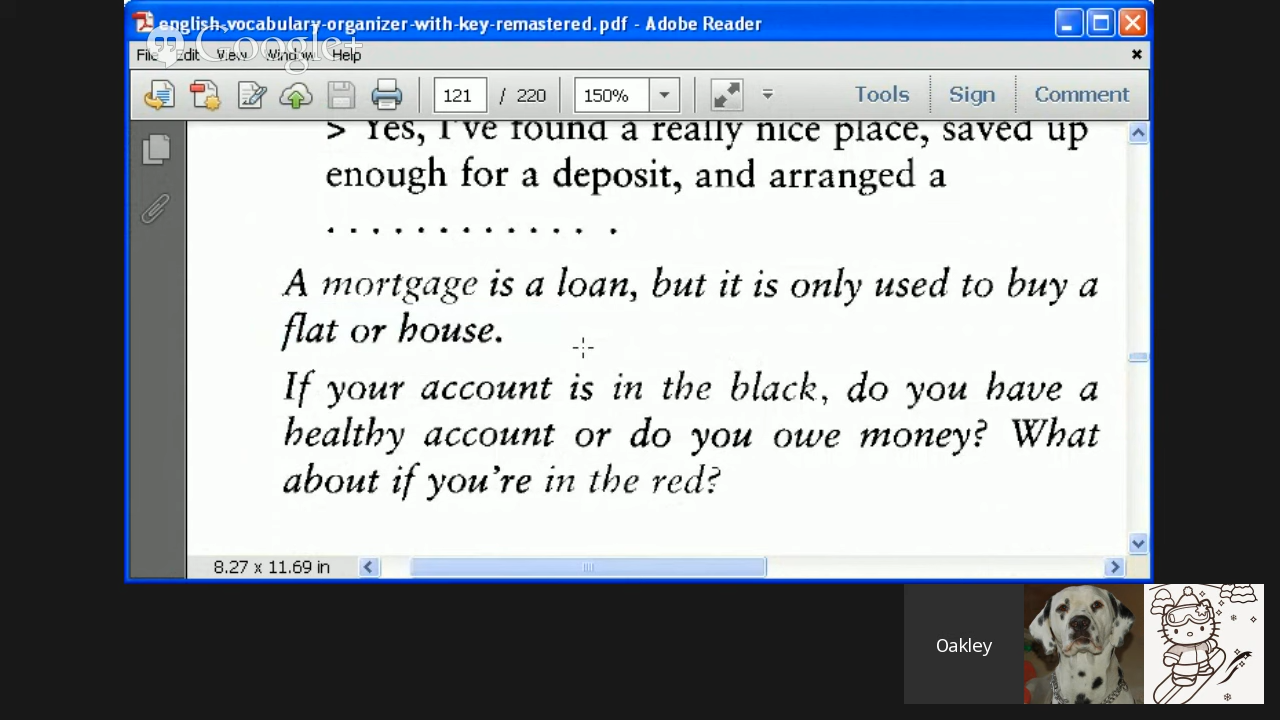 english-vocabulary-organizer-with-key-remastered.pdf - Adobe Reader
Google+
File Edit View Window Help
121 / 220 150% Tools Sign Comment
> Yes, I've found a really nice place, saved up
enough for a deposit, and arranged a
. . . . . . . . . . . . .
A mortgage is a loan, but it is only used to buy a
flat or house.
If your account is in the black, do you have a
healthy account or do you owe money? What
about if you're in the red?
8.27 x 11.69 in
Oakley